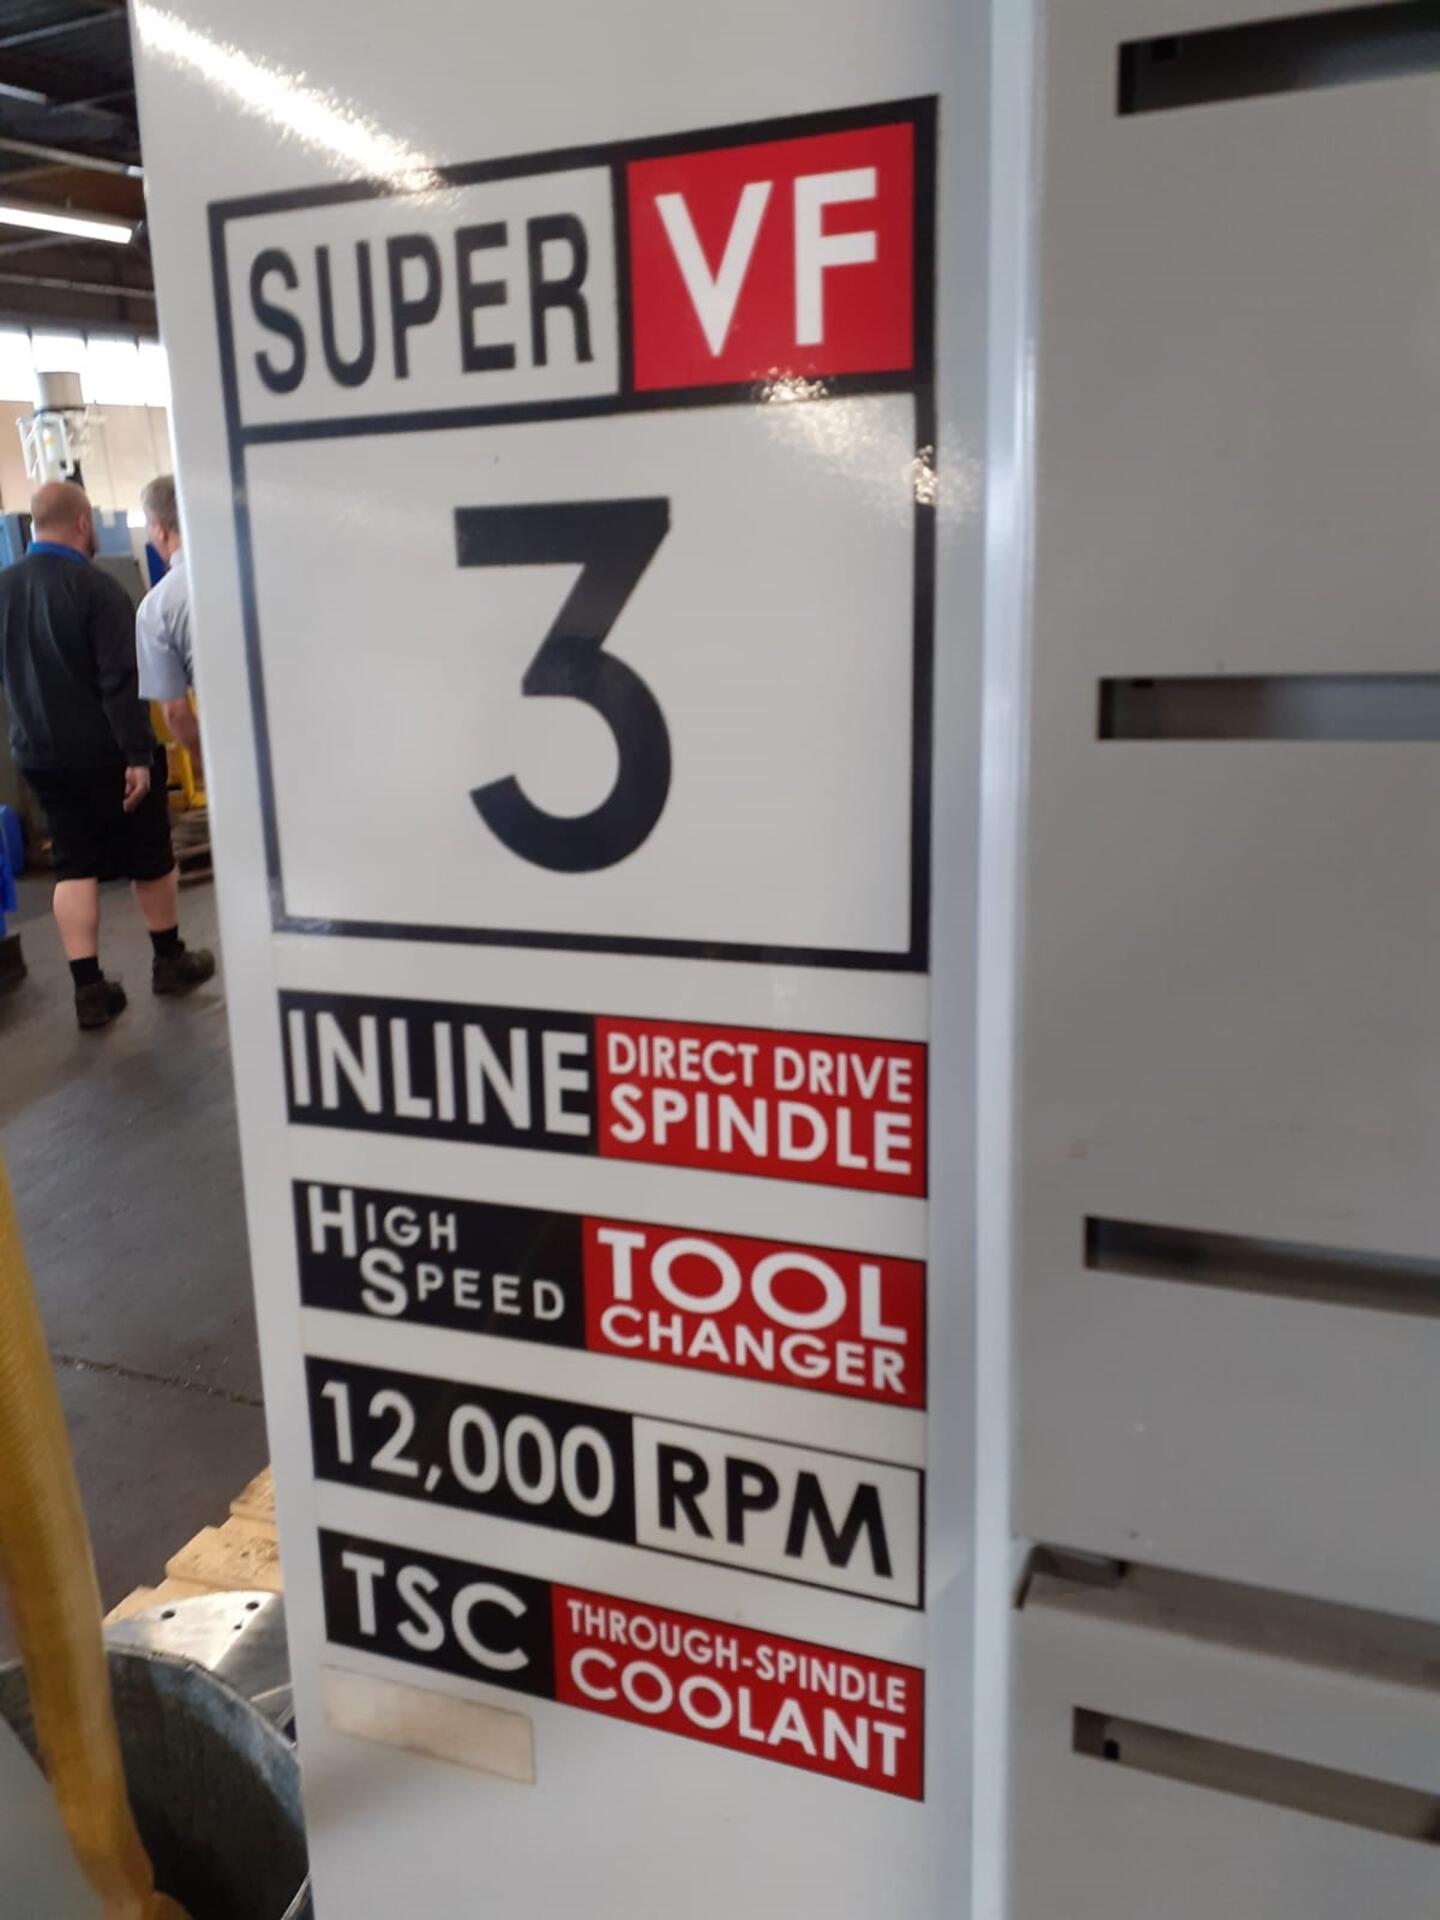 SUPER VF
3
INLINE DIRECT DRIVE
SPINDLE
HIGH
SPEED TOOL
CHANGER
12,000 RPM
TSC THROUGH-SPINDLE
COOLANT